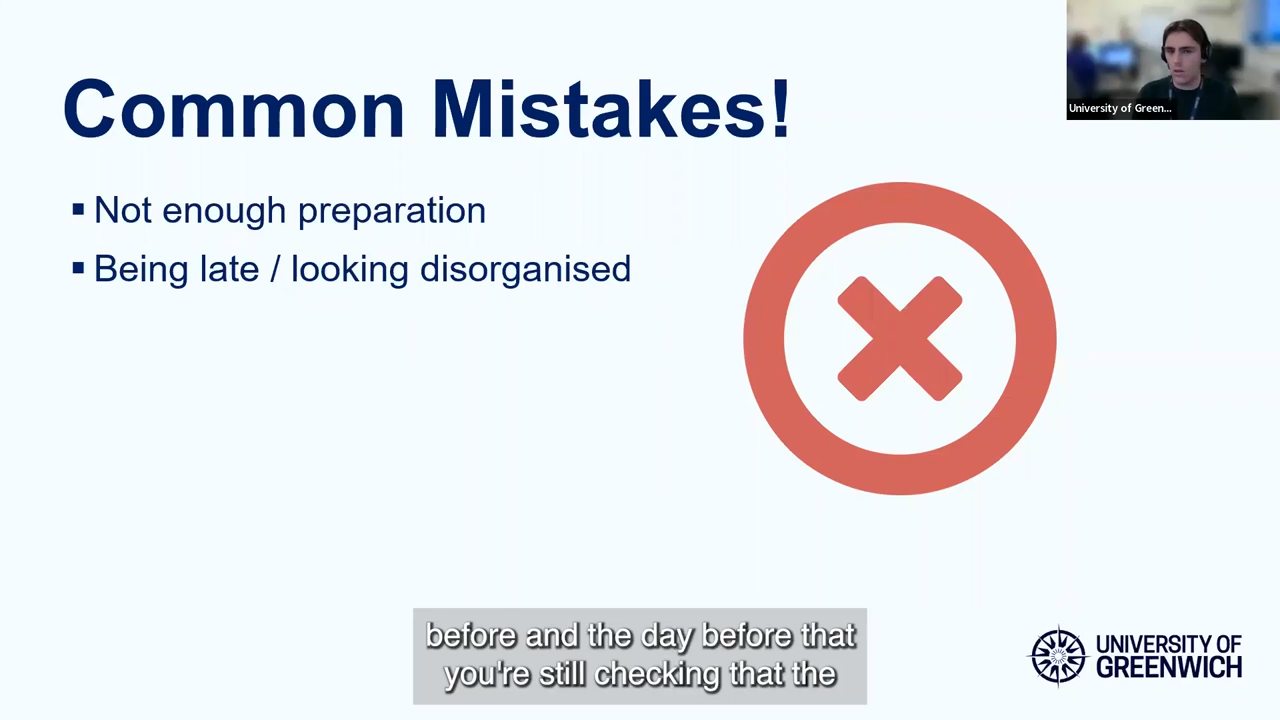 Common Mistakes!
University of Green...
▪ Not enough preparation
▪ Being late / looking disorganised
before and the day before that
you're still checking that the
UNIVERSITY OF
GREENWICH